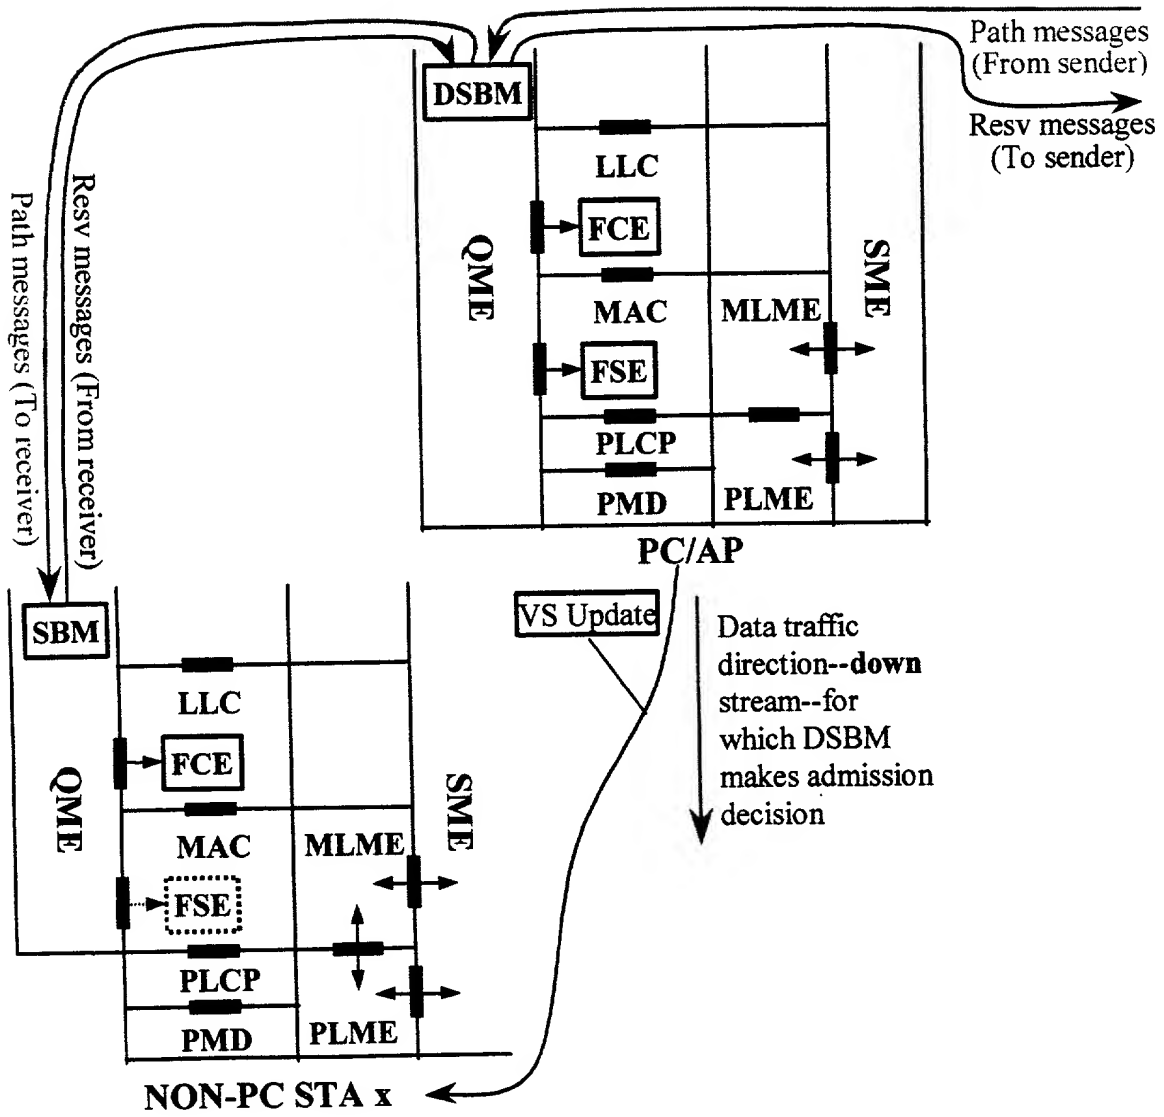 Path messages
(From sender)
Resv messages
(To sender)
DSBM
LLC
FCE
QME
SME
MAC
MLME
FSE
PLCP
PMD
PLME
PC/AP
Path messages (To receiver)
Resv messages (From receiver)
VS Update
Data traffic
direction--down
stream--for
which DSBM
makes admission
decision
SBM
LLC
FCE
QME
SME
MAC
MLME
FSE
PLCP
PMD
PLME
NON-PC STA x